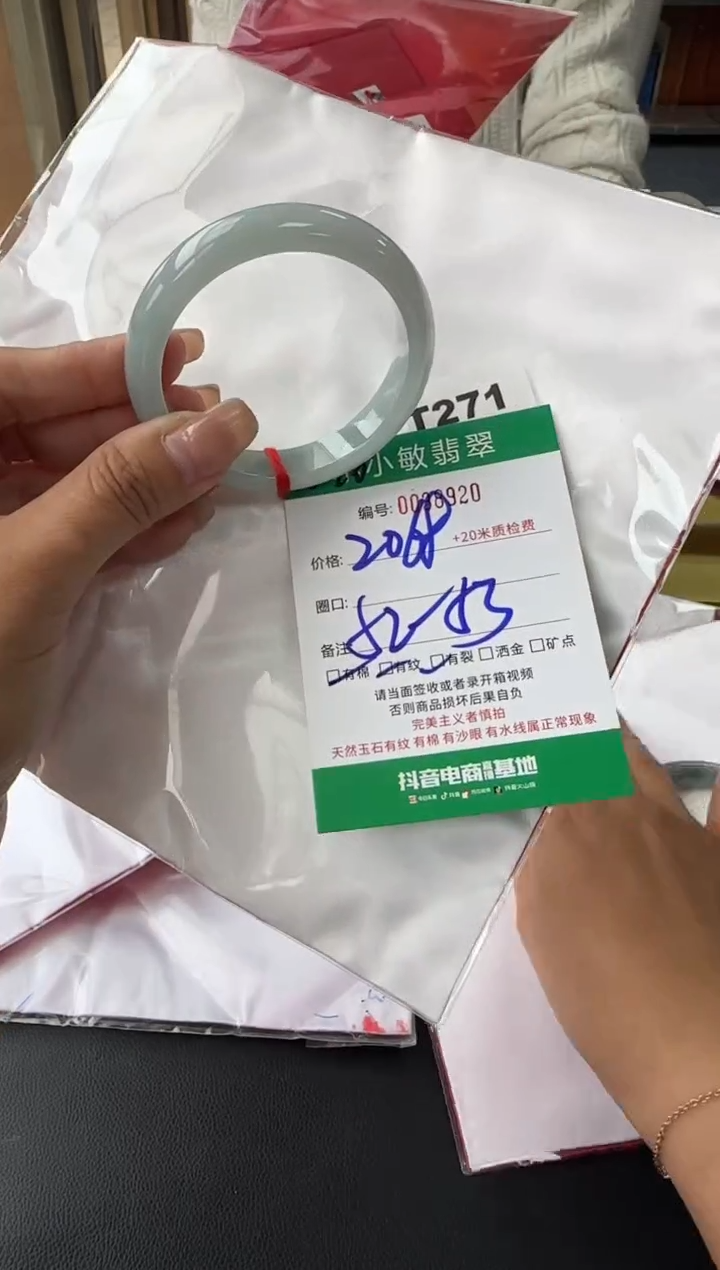 T271
小敏翡翠
编号: 0038920
价格: 2068 +20米质检费
圈口:
备注: 52-53
□有棉 □有纹 □有裂 □洒金 □矿点
请当面签收或者录开箱视频
否则商品损坏后果自负
完美主义者慎拍
天然玉石有纹 有棉 有沙眼 有水线属正常现象
抖音电商直播基地